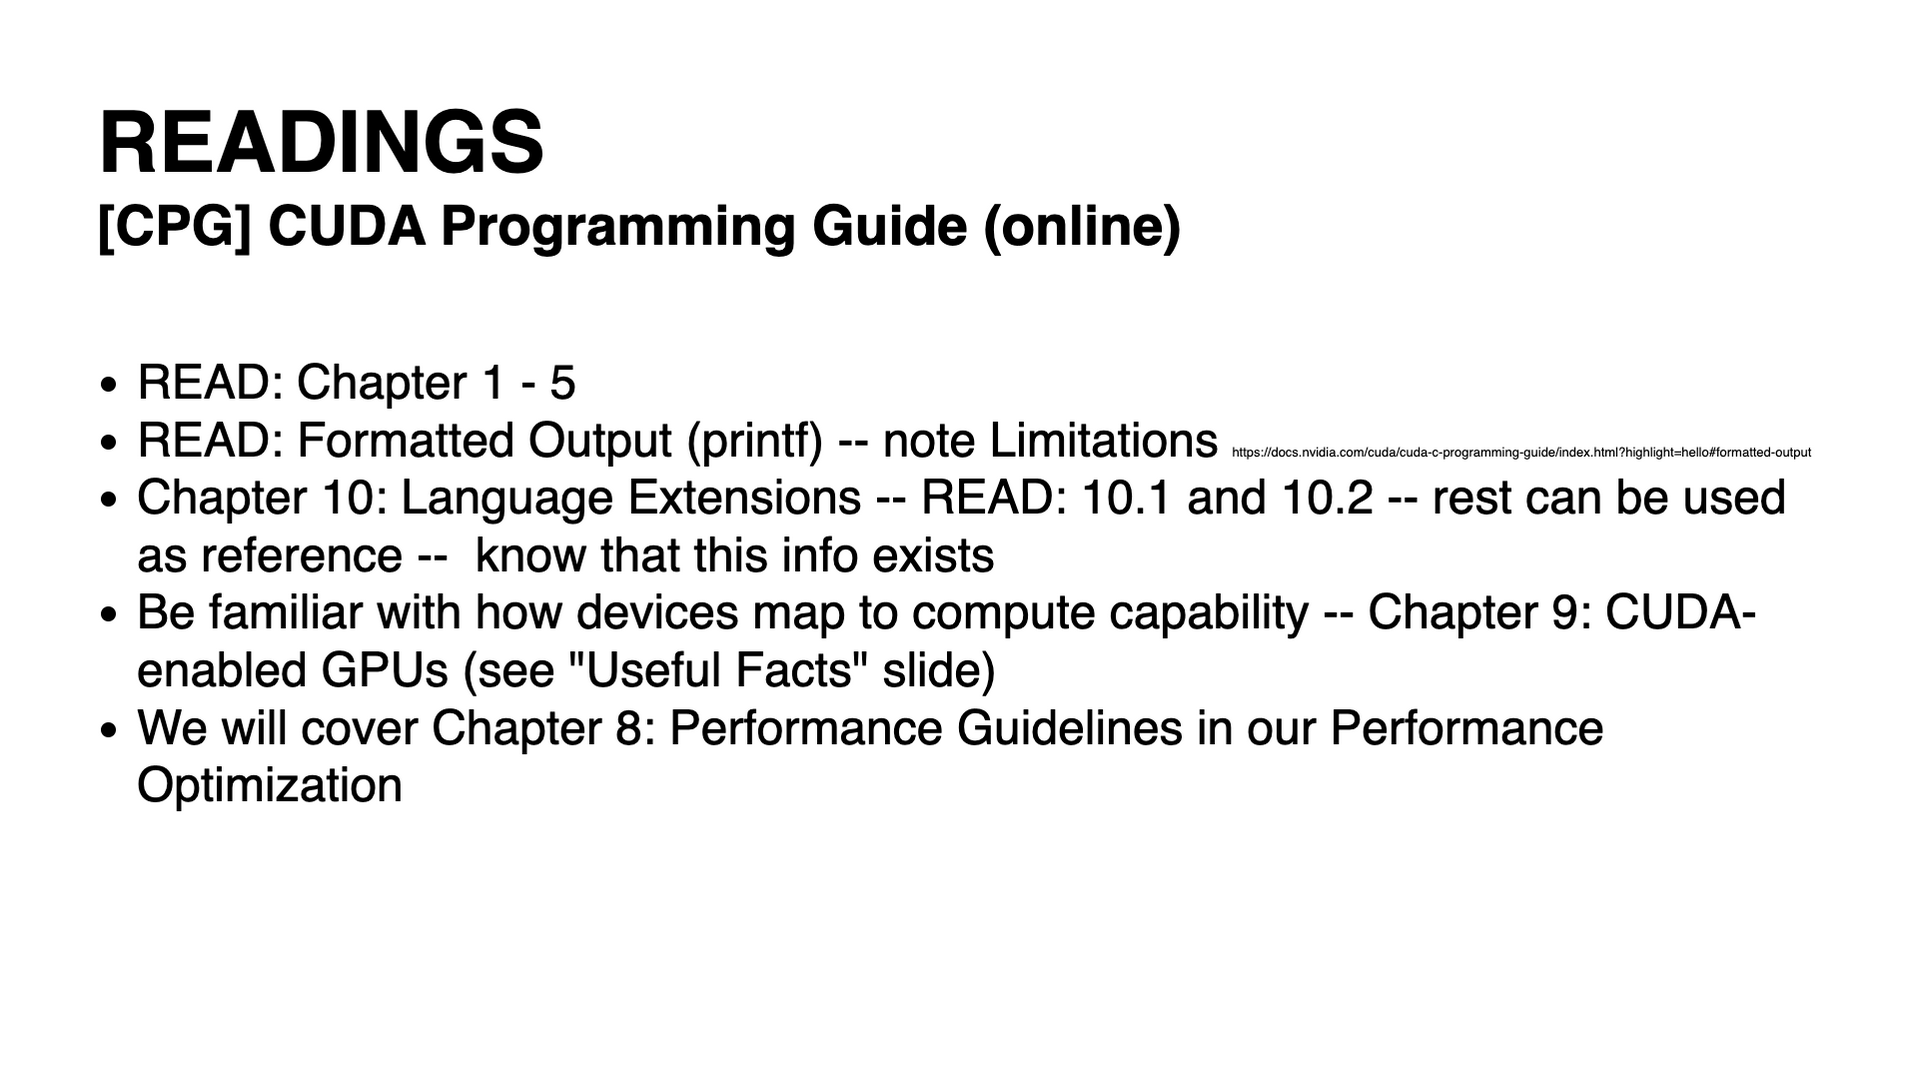 READINGS
[CPG] CUDA Programming Guide (online)
• READ: Chapter 1 - 5
• READ: Formatted Output (printf) -- note Limitations https://docs.nvidia.com/cuda/cuda-c-programming-guide/index.html?highlight=hello#formatted-output
• Chapter 10: Language Extensions -- READ: 10.1 and 10.2 -- rest can be used
as reference --  know that this info exists
• Be familiar with how devices map to compute capability -- Chapter 9: CUDA-
enabled GPUs (see "Useful Facts" slide)
• We will cover Chapter 8: Performance Guidelines in our Performance
Optimization